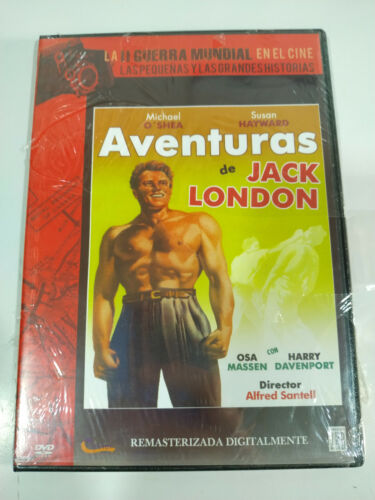 LA II GUERRA MUNDIAL EN EL CINE
LAS PEQUEÑAS Y LAS GRANDES HISTORIAS
Michael O'SHEA
Susan HAYWARD
Aventuras
de JACK
LONDON
OSA MASSEN
CON
HARRY DAVENPORT
Director
Alfred Santell
DVD
REMASTERIZADA DIGITALMENTE